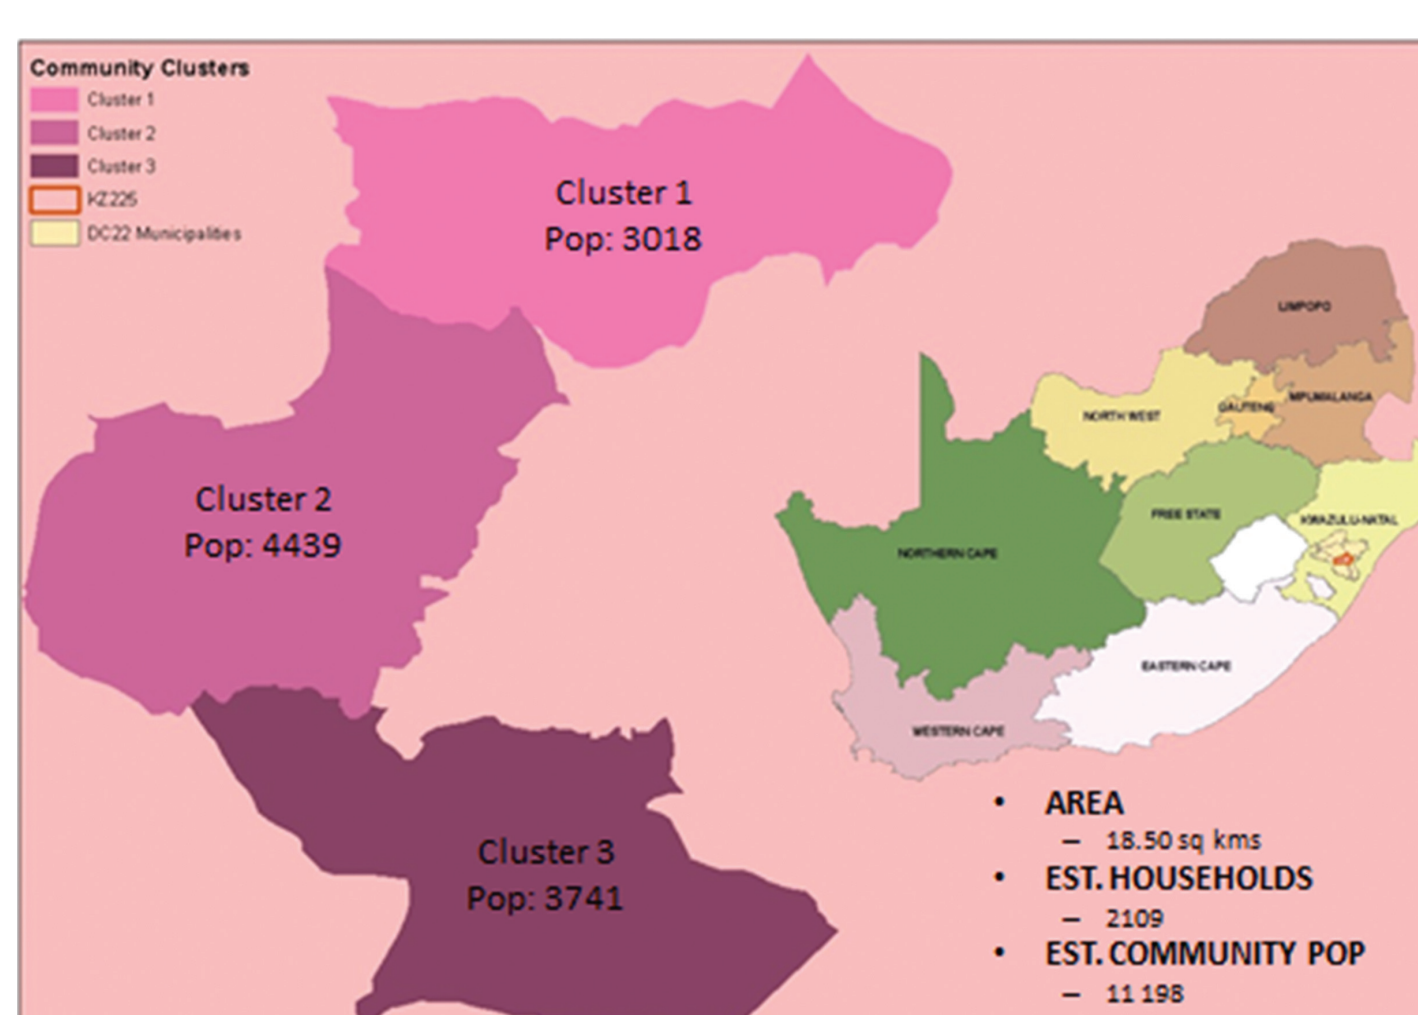 Community Clusters
Cluster 1
Cluster 2
Cluster 3
KZ225
DC22 Municipalities
Cluster 1
Pop: 3018
Cluster 2
Pop: 4439
Cluster 3
Pop: 3741
LIMPOPO
MPUMALANGA
GAUTENG
NORTH WEST
FREE STATE
KWAZULU-NATAL
NORTHERN CAPE
EASTERN CAPE
WESTERN CAPE
• AREA
– 18.50 sq kms
• EST. HOUSEHOLDS
– 2109
• EST. COMMUNITY POP
– 11 198